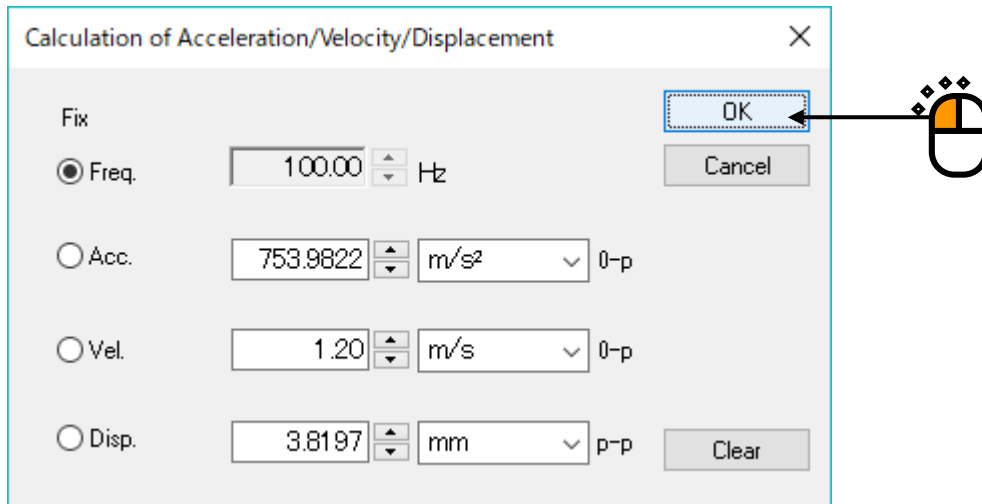 Calculation of Acceleration/Velocity/Displacement
Fix
OK
Freq. 100.00 Hz
Cancel
Acc. 753.9822 m/s² 0-p
Vel. 1.20 m/s 0-p
Disp. 3.8197 mm p-p
Clear